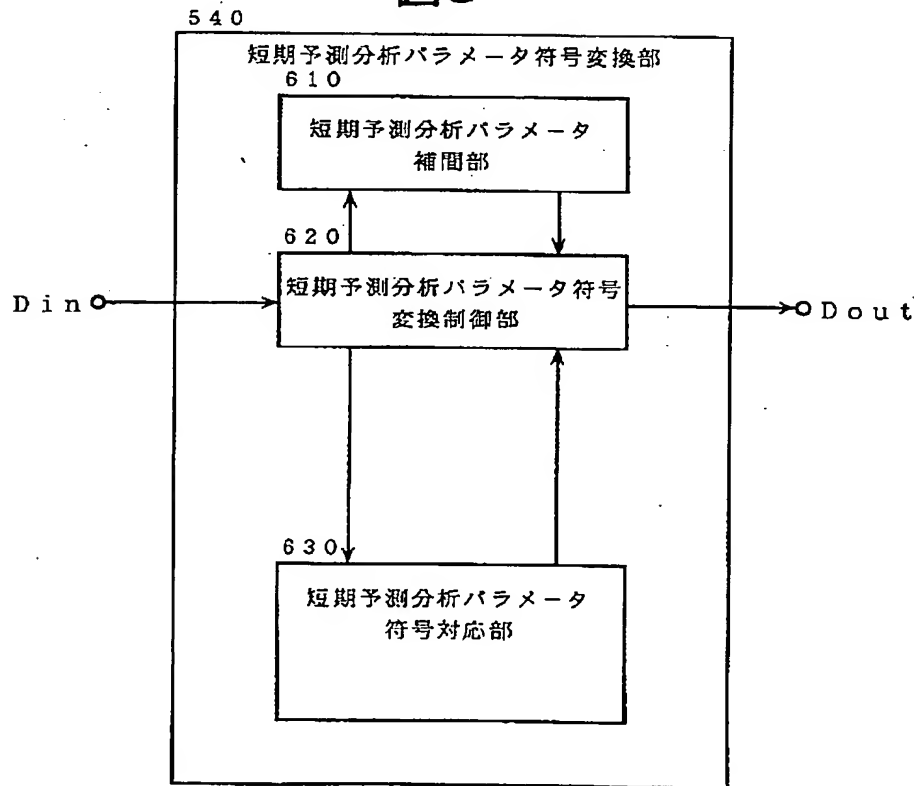 540
短期予測分析パラメータ符号変換部
610
短期予測分析パラメータ
補間部
620
短期予測分析パラメータ符号
変換制御部
Din
Dout
630
短期予測分析パラメータ
符号対応部